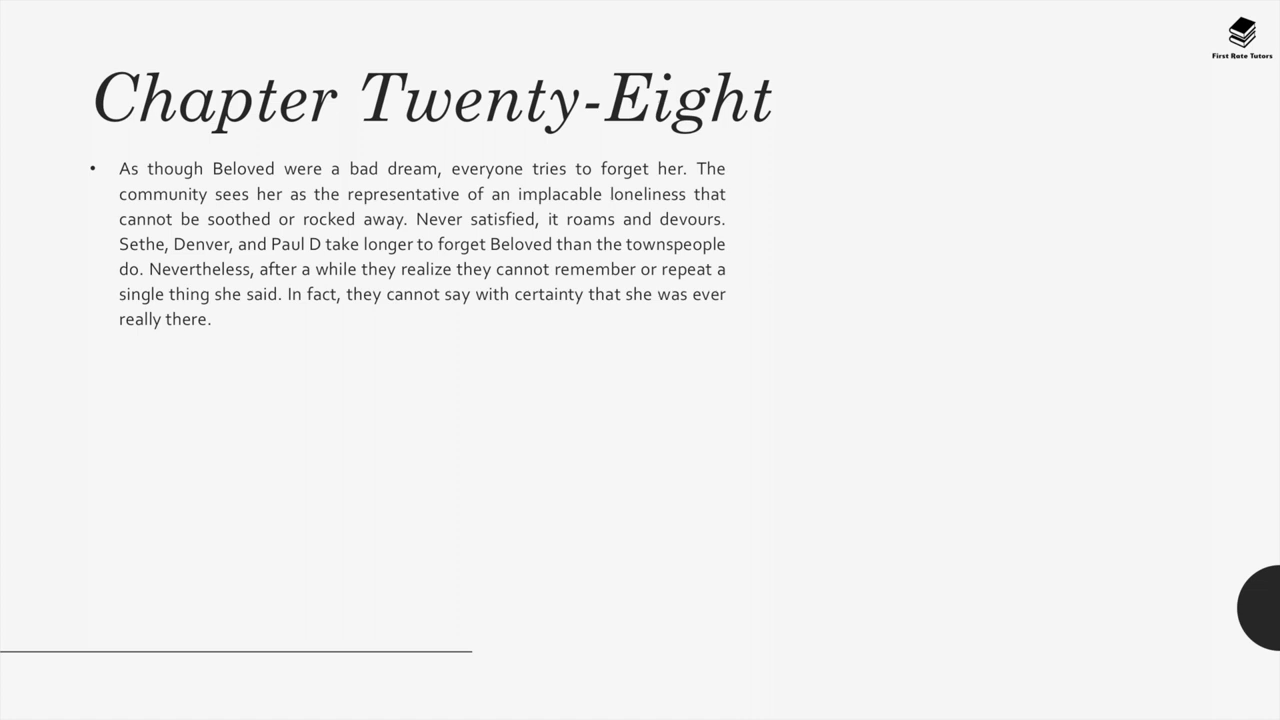 First Rate Tutors
Chapter Twenty-Eight
• As though Beloved were a bad dream, everyone tries to forget her. The
community sees her as the representative of an implacable loneliness that
cannot be soothed or rocked away. Never satisfied, it roams and devours.
Sethe, Denver, and Paul D take longer to forget Beloved than the townspeople
do. Nevertheless, after a while they realize they cannot remember or repeat a
single thing she said. In fact, they cannot say with certainty that she was ever
really there.